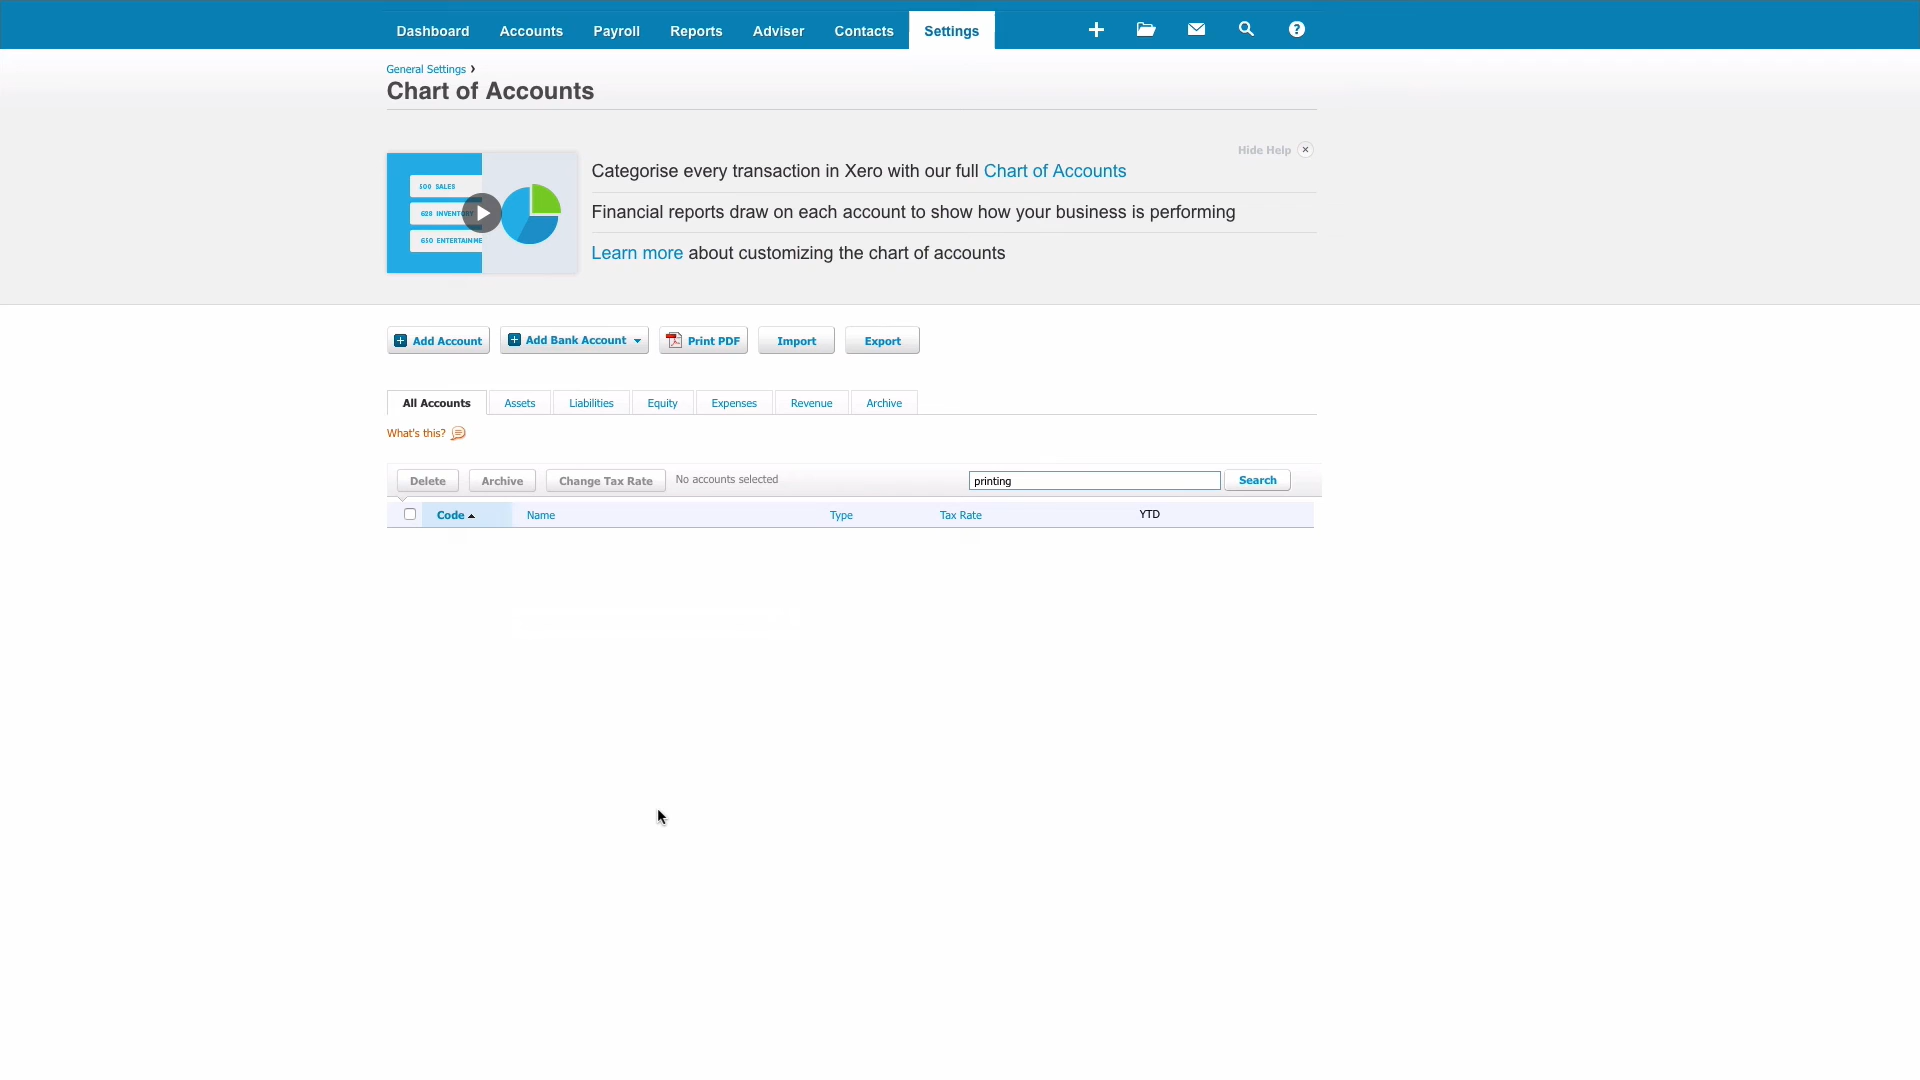 Dashboard Accounts Payroll Reports Adviser Contacts Settings
General Settings ›
Chart of Accounts
Hide Help
500 SALES
628 INVENTORY
650 ENTERTAINME
Categorise every transaction in Xero with our full Chart of Accounts
Financial reports draw on each account to show how your business is performing
Learn more about customizing the chart of accounts
Add Account Add Bank Account Print PDF Import Export
All Accounts Assets Liabilities Equity Expenses Revenue Archive
What's this?
Delete Archive Change Tax Rate No accounts selected printing Search
Code Name Type Tax Rate YTD